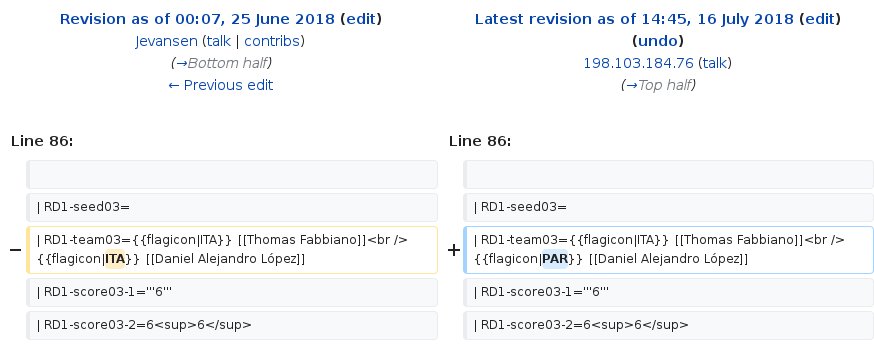 Revision as of 00:07, 25 June 2018 (edit)
Jevansen (talk | contribs)
(→Bottom half)
← Previous edit
Latest revision as of 14:45, 16 July 2018 (edit)
(undo)
198.103.184.76 (talk)
(→Top half)
Line 86:
Line 86:
| RD1-seed03=
| RD1-seed03=
− | RD1-team03={{flagicon|ITA}} [[Thomas Fabbiano]]<br />
{{flagicon|ITA}} [[Daniel Alejandro López]]
+ | RD1-team03={{flagicon|ITA}} [[Thomas Fabbiano]]<br />
{{flagicon|PAR}} [[Daniel Alejandro López]]
| RD1-score03-1='''6'''
| RD1-score03-1='''6'''
| RD1-score03-2=6<sup>6</sup>
| RD1-score03-2=6<sup>6</sup>